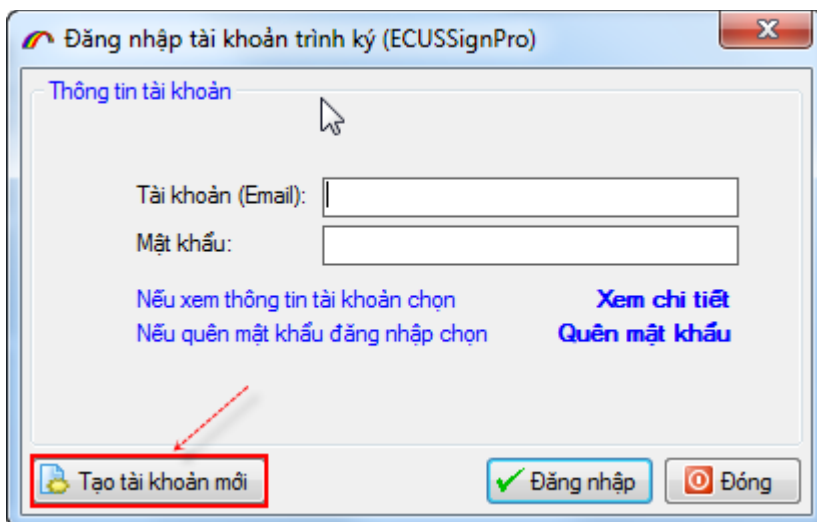 Đăng nhập tài khoản trình ký (ECUSSignPro)
Thông tin tài khoản
Tài khoản (Email):
Mật khẩu:
Nếu xem thông tin tài khoản chọn Xem chi tiết
Nếu quên mật khẩu đăng nhập chọn Quên mật khẩu
Tạo tài khoản mới Đăng nhập Đóng